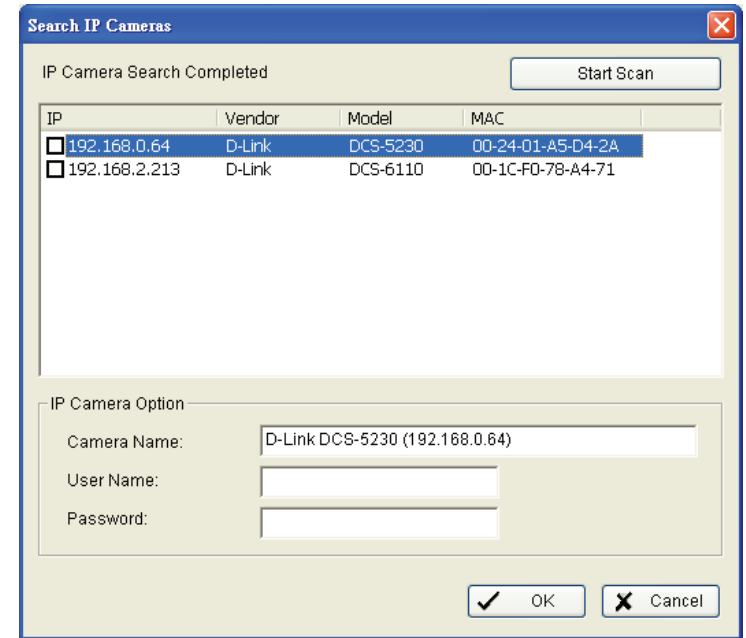 Search IP Cameras
IP Camera Search Completed
Start Scan
IP Vendor Model MAC
192.168.0.64 D-Link DCS-5230 00-24-01-A5-D4-2A
192.168.2.213 D-Link DCS-6110 00-1C-F0-78-A4-71
IP Camera Option
Camera Name: D-Link DCS-5230 (192.168.0.64)
User Name:
Password:
OK Cancel